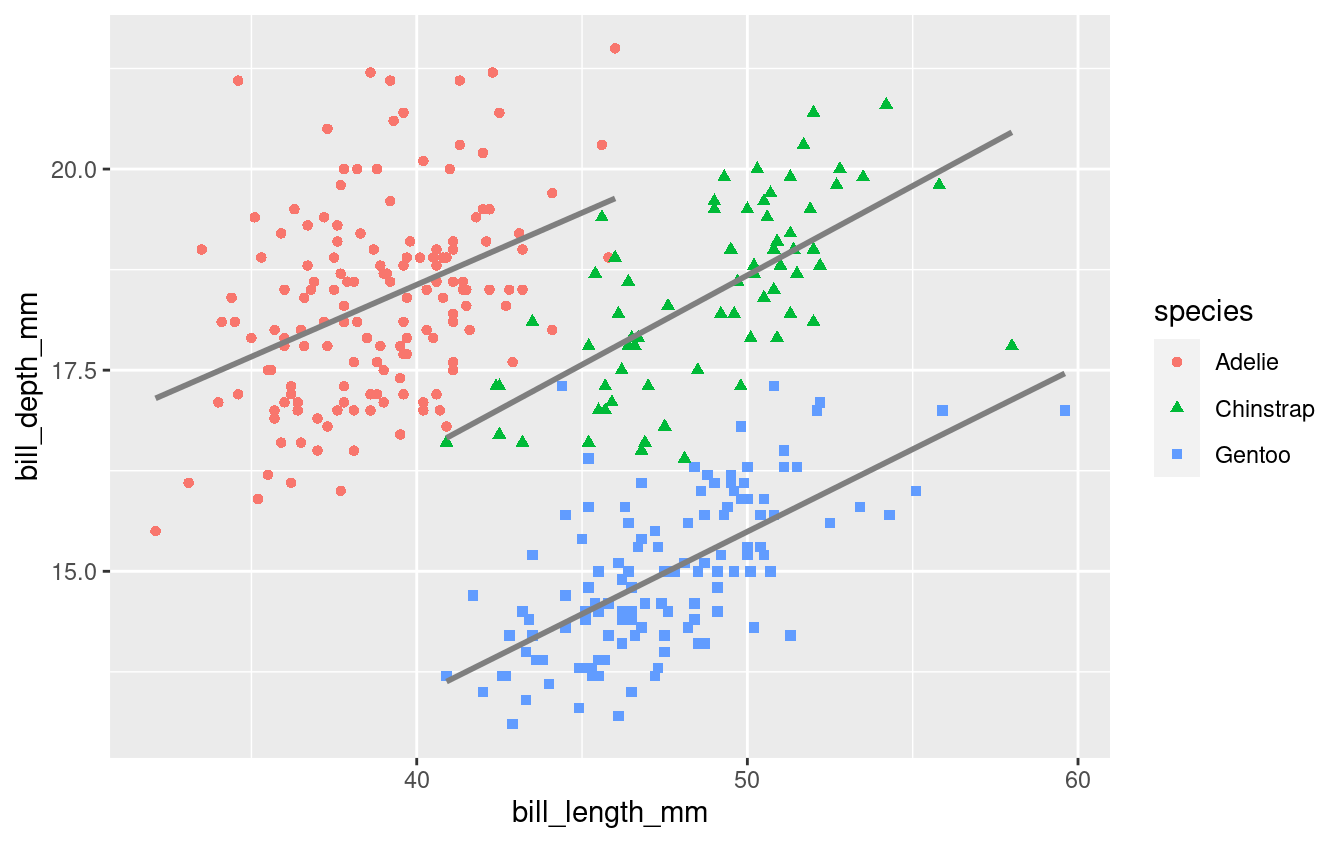 20.0
17.5
15.0
bill_depth_mm
40
50
60
bill_length_mm
species
Adelie
Chinstrap
Gentoo